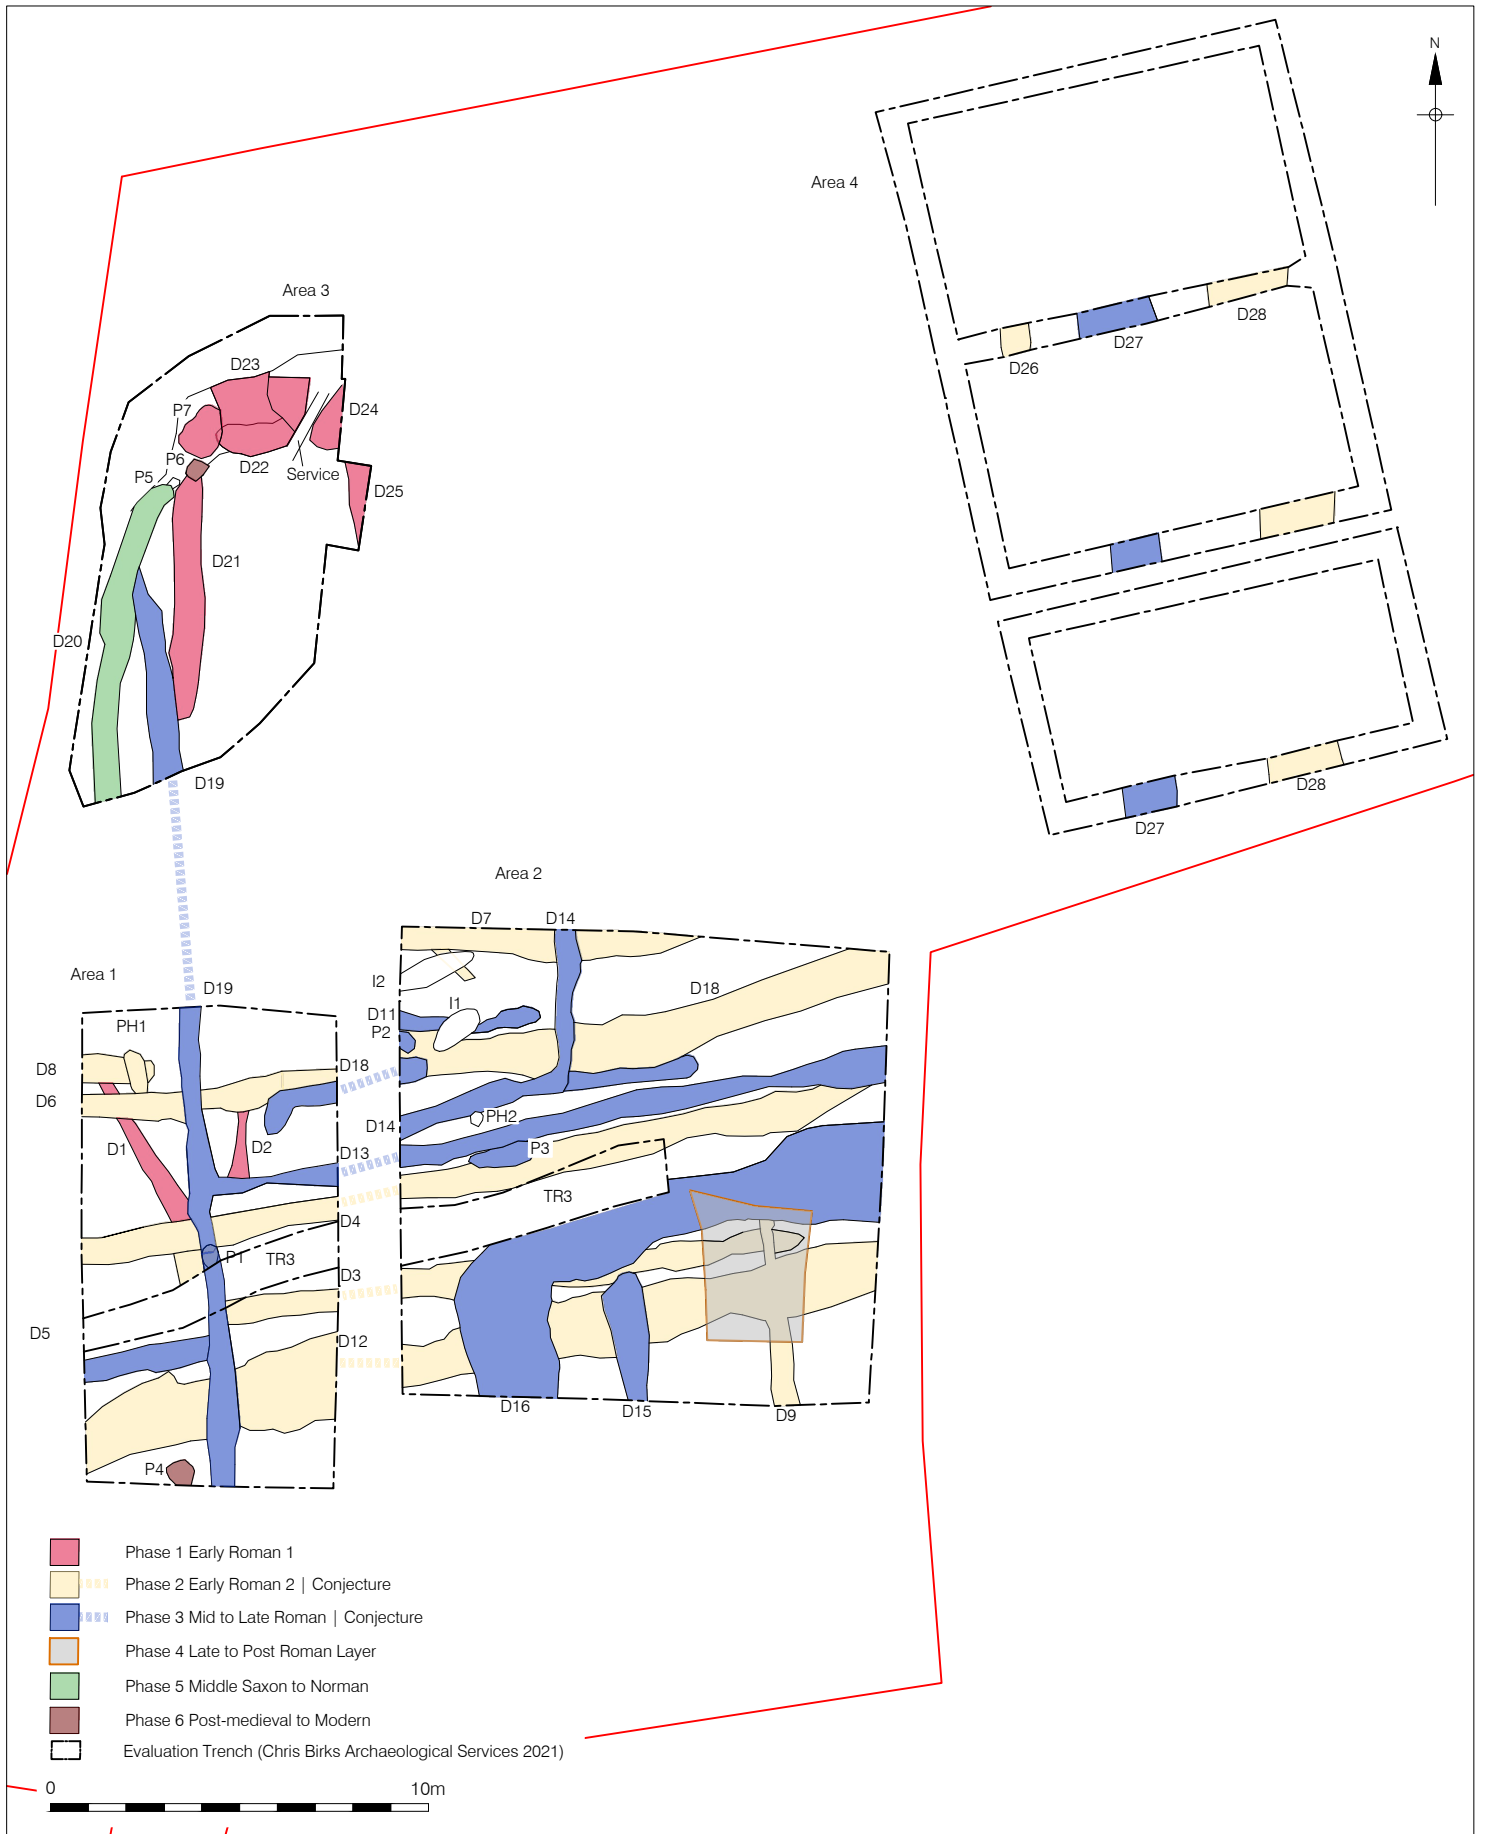 N
Area 4
Area 3
D23
P7
D24
P6
D22
Service
P5
D25
D21
D20
D19
D28
D27
D26
D28
D27
Area 2
D7
D14
Area 1
I2
D19
D18
I1
D11
PH1
P2
D8
D18
D6
PH2
D14
D1
D2
D13
P3
TR3
D4
P1
TR3
D3
D5
D12
D16
D15
D9
P4
Phase 1 Early Roman 1
Phase 2 Early Roman 2 | Conjecture
Phase 3 Mid to Late Roman | Conjecture
Phase 4 Late to Post Roman Layer
Phase 5 Middle Saxon to Norman
Phase 6 Post-medieval to Modern
Evaluation Trench (Chris Birks Archaeological Services 2021)
0 10m